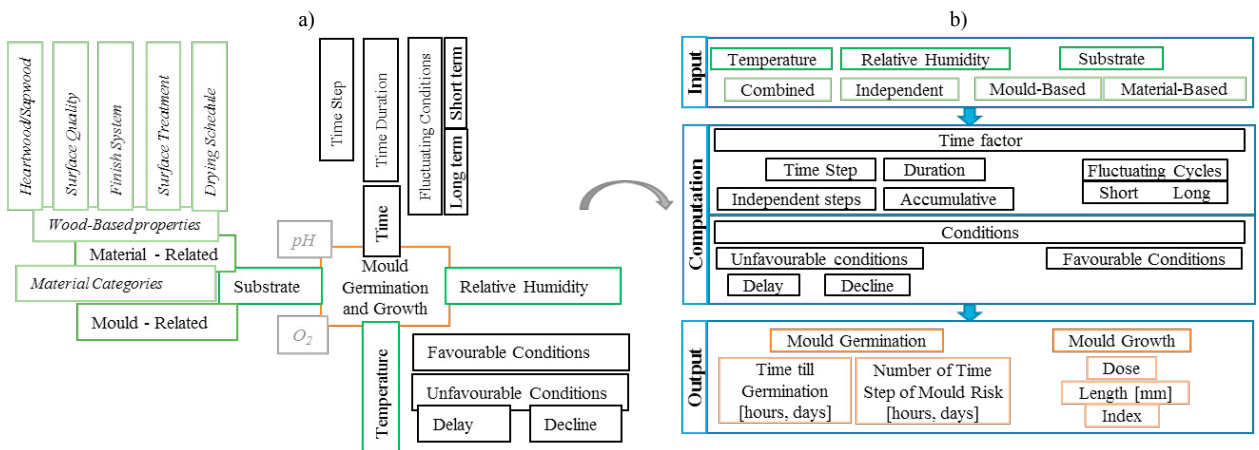 a)
Heartwood/Sapwood
Surface Quality
Finish System
Surface Treatment
Drying Schedule
Wood-Based properties
Material - Related
Material Categories
Mould - Related
Substrate
Time Step
Time Duration
Fluctuating Conditions
Short term
Long term
Time
pH
O2
Mould
Germination
and Growth
Relative Humidity
Temperature
Favourable Conditions
Unfavourable Conditions
Delay
Decline
b)
Input
Temperature
Relative Humidity
Substrate
Combined
Independent
Mould-Based
Material-Based
Computation
Time factor
Time Step
Duration
Fluctuating Cycles
Independent steps
Accumulative
Short
Long
Conditions
Unfavourable conditions
Favourable Conditions
Delay
Decline
Output
Mould Germination
Mould Growth
Time till
Germination
[hours, days]
Number of Time
Step of Mould Risk
[hours, days]
Dose
Length [mm]
Index